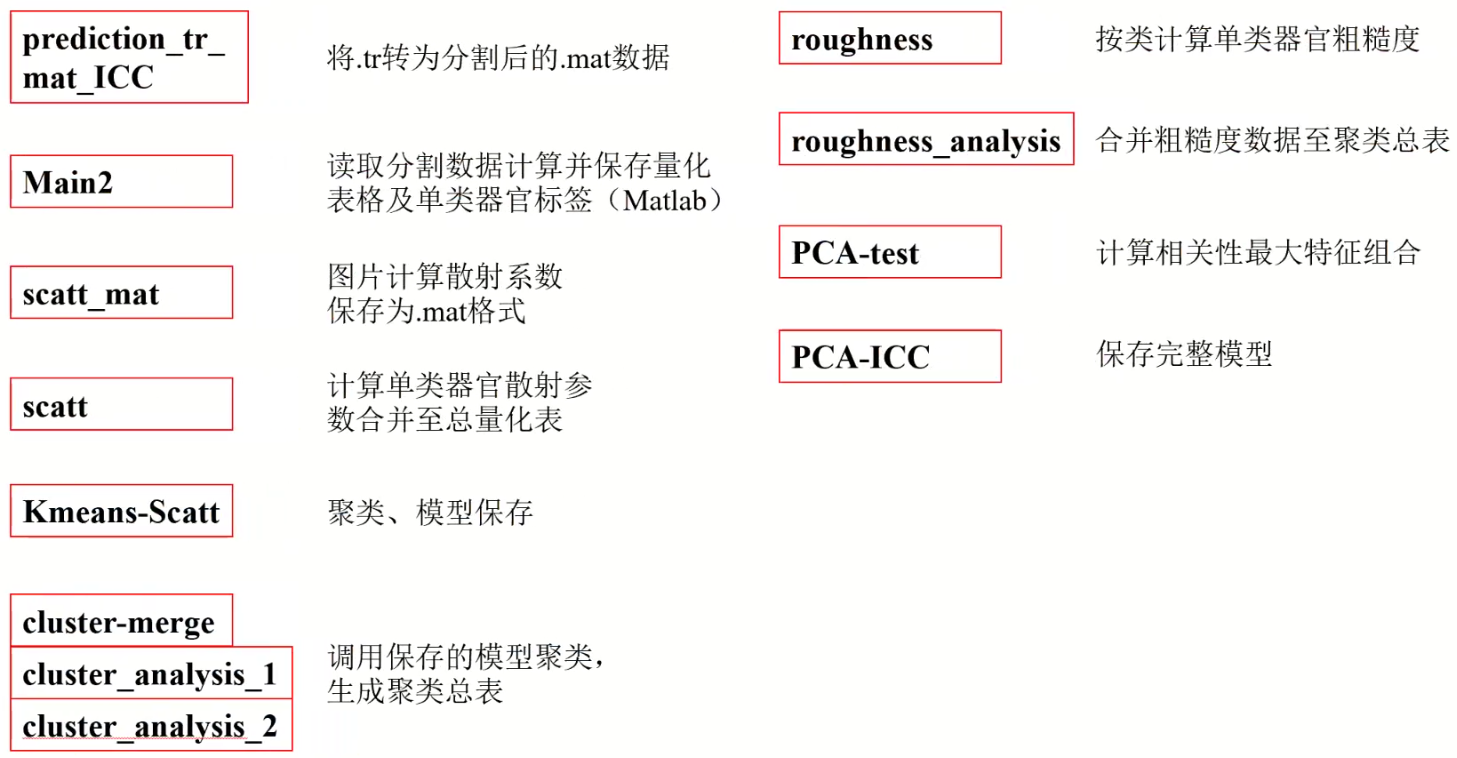 prediction_tr_
mat_ICC
将.tr转为分割后的.mat数据
Main2
读取分割数据计算并保存量化
表格及单类器官标签（Matlab）
scatt_mat
图片计算散射系数
保存为.mat格式
scatt
计算单类器官散射参
数合并至总量化表
Kmeans-Scatt
聚类、模型保存
cluster-merge
cluster_analysis_1
cluster_analysis_2
调用保存的模型聚类，
生成聚类总表
roughness
按类计算单类器官粗糙度
roughness_analysis
合并粗糙度数据至聚类总表
PCA-test
计算相关性最大特征组合
PCA-ICC
保存完整模型